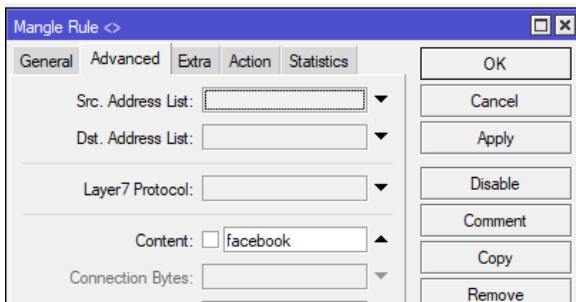 Mangle Rule <>
General Advanced Extra Action Statistics
OK
Src. Address List:
Cancel
Dst. Address List:
Apply
Layer7 Protocol:
Disable
Comment
Content: facebook
Copy
Connection Bytes:
Remove